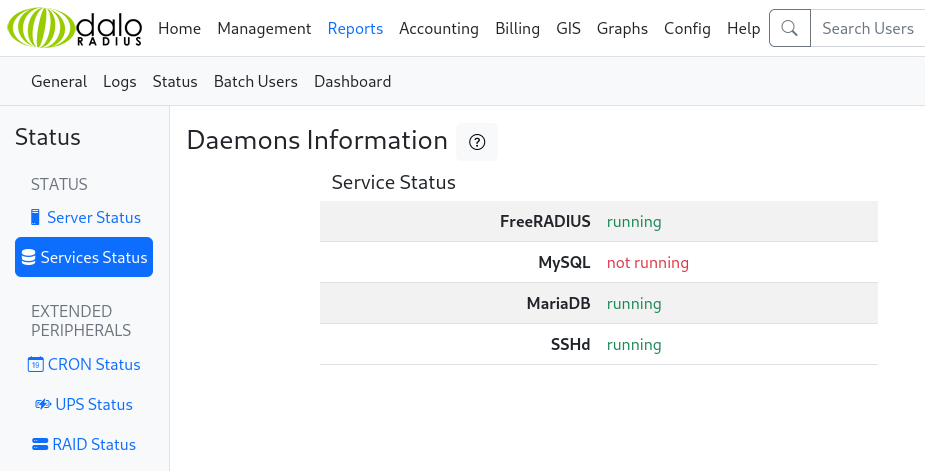 dalo
RADIUS
Home Management Reports Accounting Billing GIS Graphs Config Help Search Users
General Logs Status Batch Users Dashboard
Status
STATUS
Server Status
Services Status
EXTENDED
PERIPHERALS
19 CRON Status
UPS Status
RAID Status
Daemons Information
Service Status
FreeRADIUS running
MySQL not running
MariaDB running
SSHd running